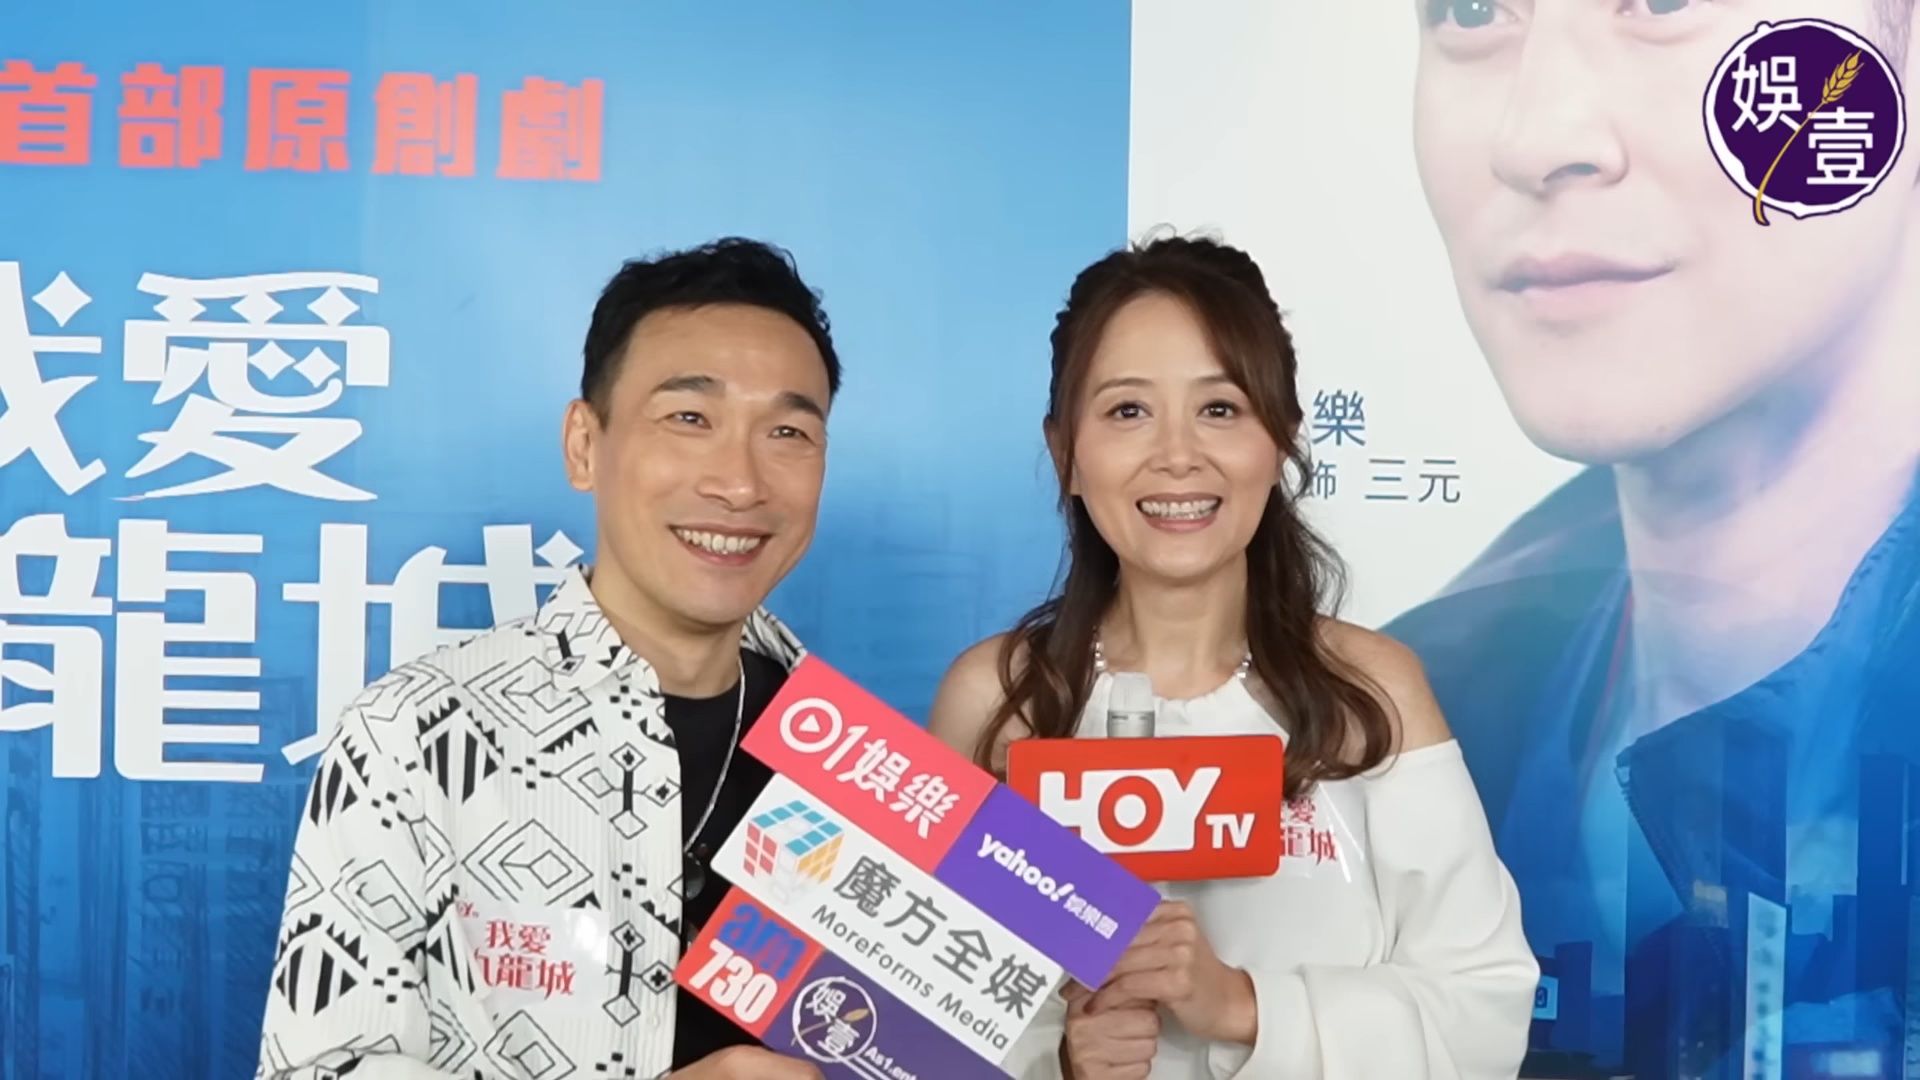 首部原創劇
娛壹
我愛
龍城
樂
飾 三元
01娛樂
yahoo!娛樂圈
魔方全媒
MoreForms Media
am
730
娛壹
As1.ent
HOY TV
我愛
九龍城
愛
龍城